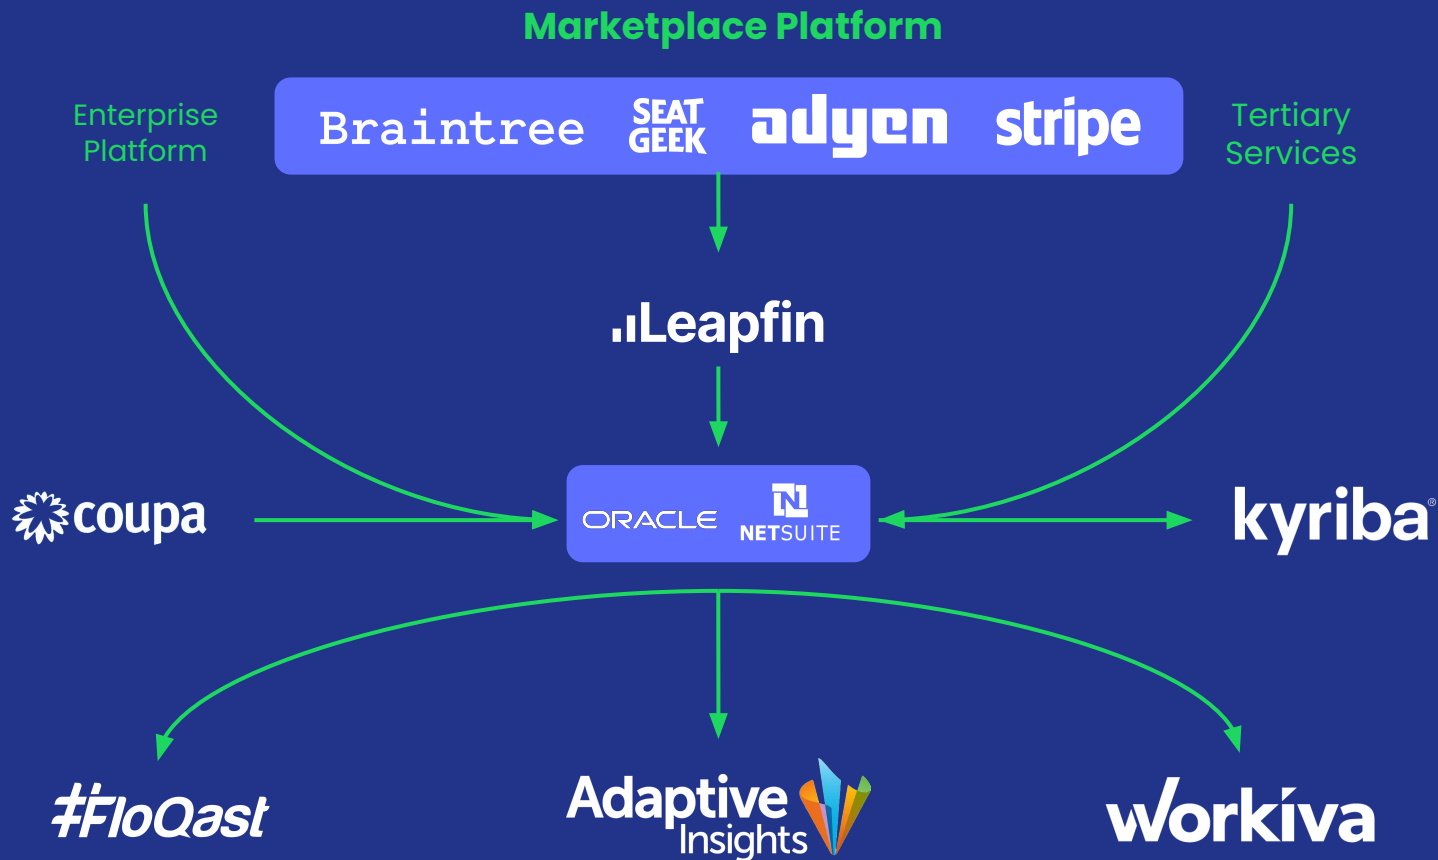 Marketplace Platform
Enterprise
Platform
Braintree
SEAT
GEEK
adyen
stripe
Tertiary
Services
Leapfin
coupa
ORACLE
NETSUITE
kyriba®
#FloQast
Adaptive
Insights
workiva